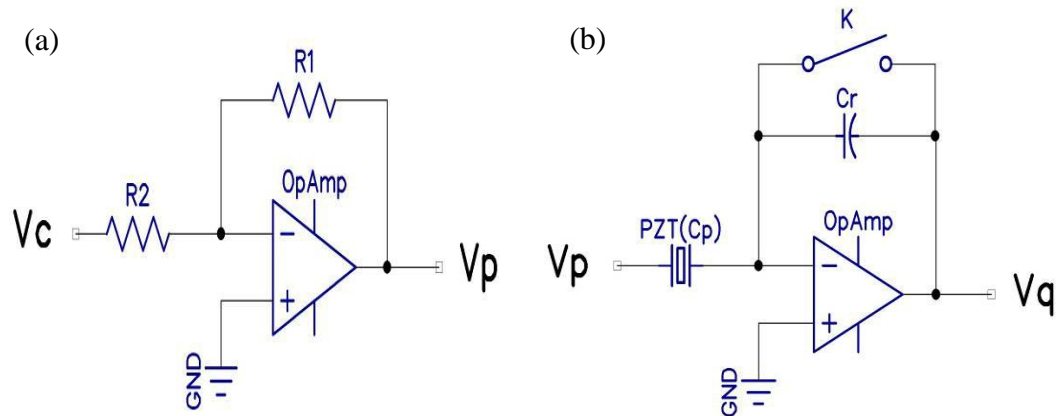 (a)
R1
R2
OpAmp
Vc
−
+
Vp
GND
(b)
K
Cr
PZT(Cp)
OpAmp
Vp
−
+
Vq
GND